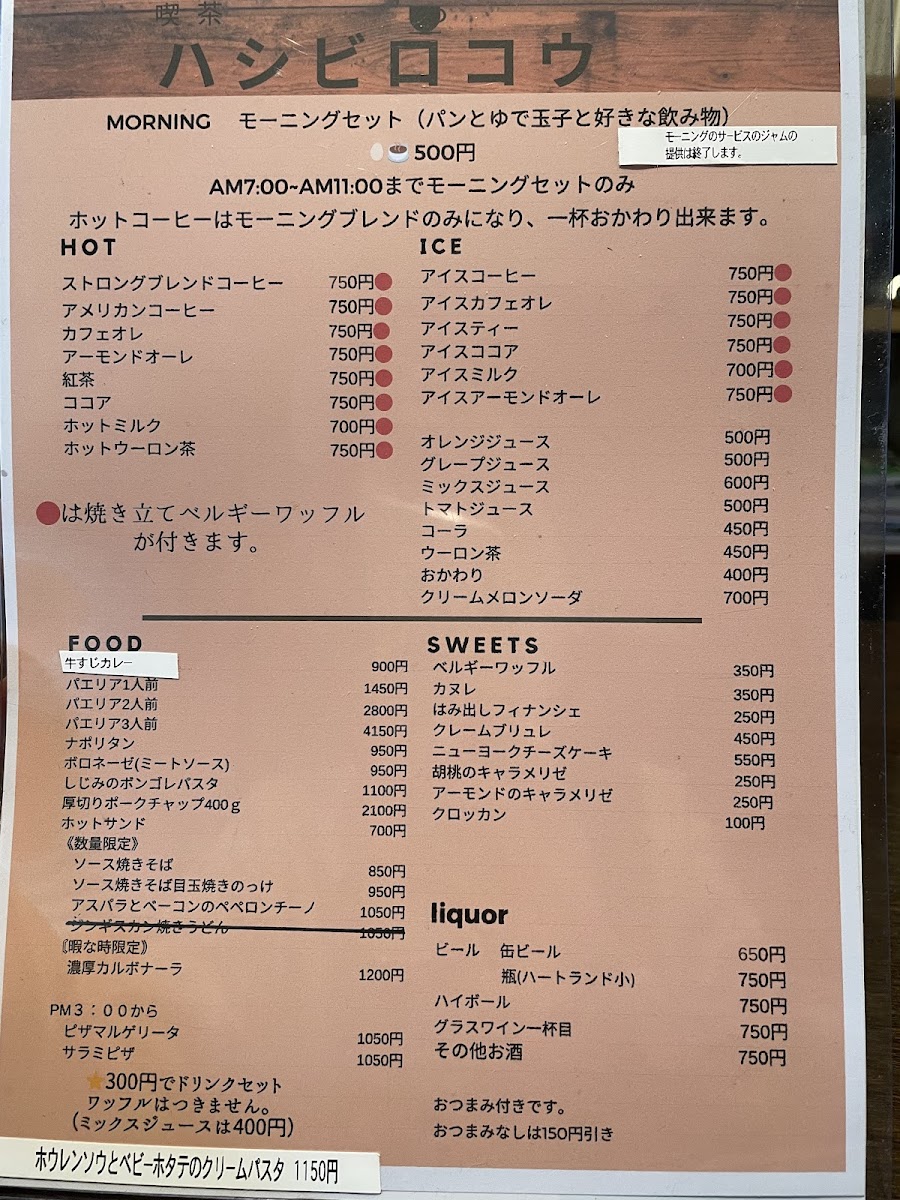 喫茶
ハシビロコウ
MORNING モーニングセット（パンとゆで玉子と好きな飲み物）
500円
モーニングのサービスのジャムの
提供は終了します。
AM7:00~AM11:00までモーニングセットのみ
ホットコーヒーはモーニングブレンドのみになり、一杯おかわり出来ます。
HOT
ストロングブレンドコーヒー 750円
アメリカンコーヒー 750円
カフェオレ 750円
アーモンドオーレ 750円
紅茶 750円
ココア 750円
ホットミルク 700円
ホットウーロン茶 750円
●は焼き立てベルギーワッフル
が付きます。
ICE
アイスコーヒー 750円
アイスカフェオレ 750円
アイスティー 750円
アイスココア 750円
アイスミルク 700円
アイスアーモンドオーレ 750円
オレンジジュース 500円
グレープジュース 500円
ミックスジュース 600円
トマトジュース 500円
コーラ 450円
ウーロン茶 450円
おかわり 400円
クリームメロンソーダ 700円
FOOD
牛すじカレー 900円
パエリア1人前 1450円
パエリア2人前 2800円
パエリア3人前 4150円
ナポリタン 950円
ボロネーゼ(ミートソース) 950円
しじみのボンゴレパスタ 1100円
厚切りポークチャップ400ｇ 2100円
ホットサンド 700円
《数量限定》
ソース焼きそば 850円
ソース焼きそば目玉焼きのっけ 950円
アスパラとベーコンのペペロンチーノ 1050円
ジンギスカン焼きうどん 1050円
《暇な時限定》
濃厚カルボナーラ 1200円
PM３：００から
ピザマルゲリータ 1050円
サラミピザ 1050円
⭐300円でドリンクセット
ワッフルはつきません。
(ミックスジュースは400円)
ホウレンソウとベビーホタテのクリームパスタ 1150円
SWEETS
ベルギーワッフル 350円
カヌレ 350円
はみ出しフィナンシェ 250円
クレームブリュレ 450円
ニューヨークチーズケーキ 550円
胡桃のキャラメリゼ 250円
アーモンドのキャラメリゼ 250円
クロッカン 100円
liquor
ビール 缶ビール 650円
瓶(ハートランド小) 750円
ハイボール 750円
グラスワイン一杯目 750円
その他お酒 750円
おつまみ付きです。
おつまみなしは150円引き